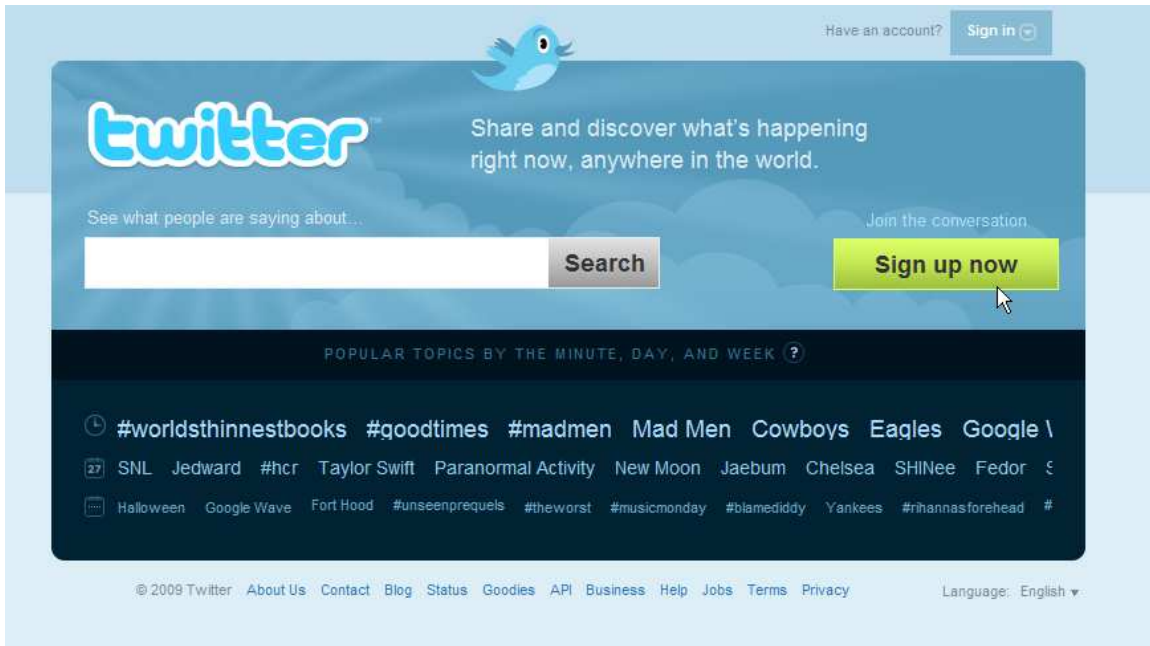 Have an account? Sign in
twitter™
Share and discover what's happening
right now, anywhere in the world.
See what people are saying about...
Join the conversation
Search
Sign up now
POPULAR TOPICS BY THE MINUTE, DAY, AND WEEK ?
#worldsthinnestbooks #goodtimes #madmen Mad Men Cowboys Eagles Google
27 SNL Jedward #hcr Taylor Swift Paranormal Activity New Moon Jaebum Chelsea SHINee Fedor
Halloween Google Wave Fort Hood #unseenprequels #theworst #musicmonday #blamediddy Yankees #rihannasforehead #
© 2009 Twitter About Us Contact Blog Status Goodies API Business Help Jobs Terms Privacy Language: English